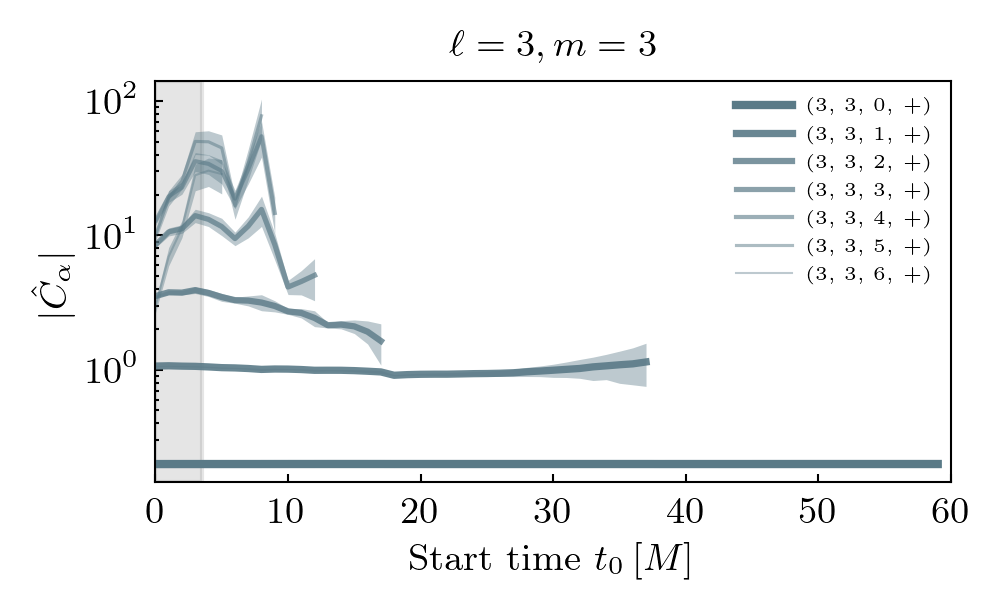 ℓ = 3, m = 3
10²
10¹
10⁰
|Ĉ_α|
(3, 3, 0, +)
(3, 3, 1, +)
(3, 3, 2, +)
(3, 3, 3, +)
(3, 3, 4, +)
(3, 3, 5, +)
(3, 3, 6, +)
0 10 20 30 40 50 60
Start time t₀ [M]